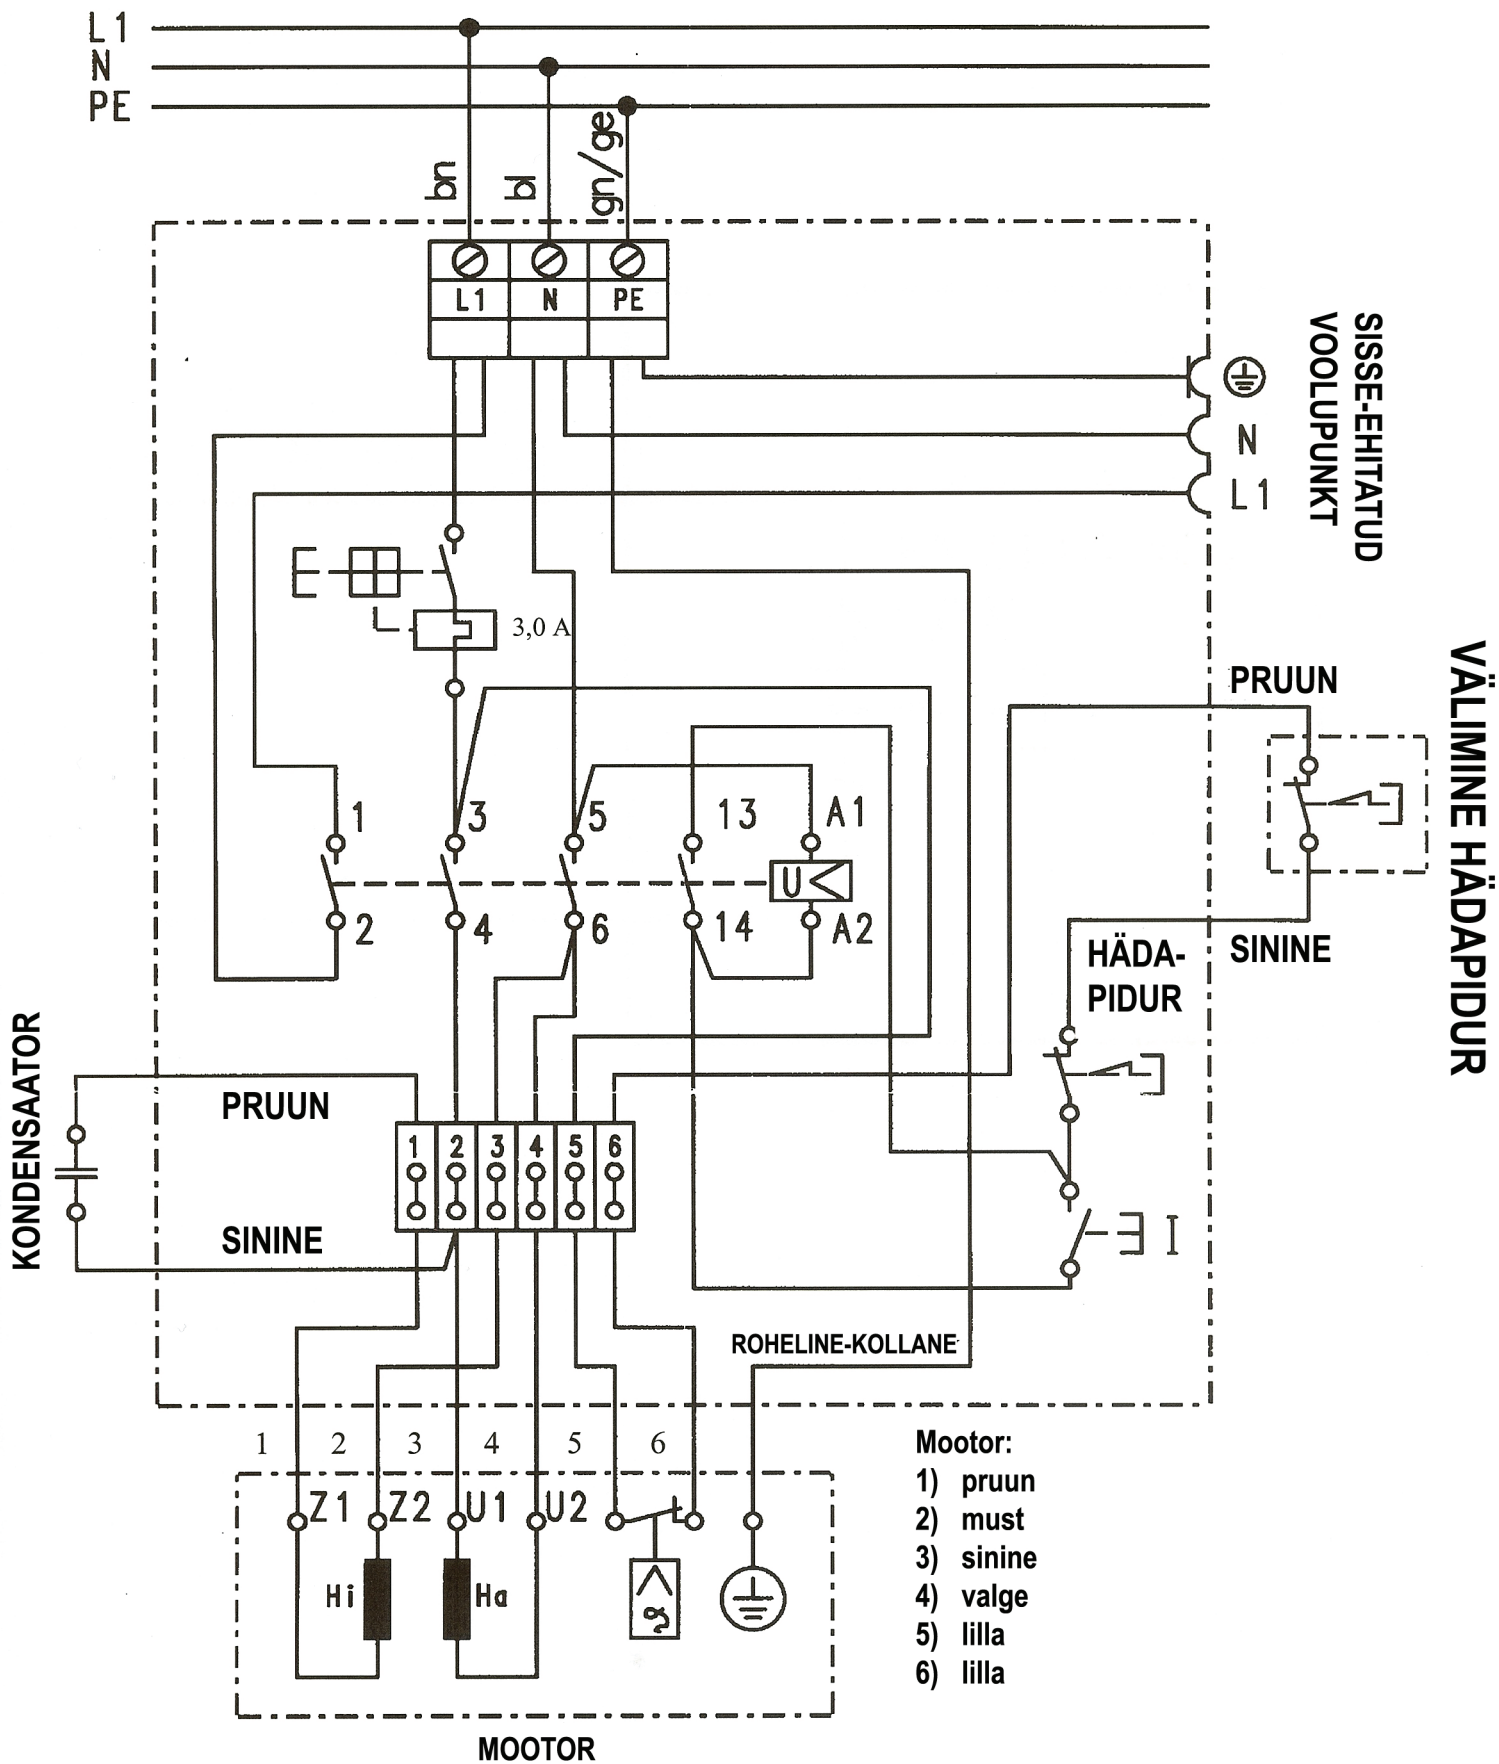 L1
N
PE
bn
bl
gn/ge
L1 N PE
SISSE-EHITATUD
VOOLUPUNKT
N
L1
3,0 A
PRUUN
VÄLIMINE HÄDAPIDUR
1 3 5 13 A1
U<
2 4 6 14 A2
SININE
HÄDA-
PIDUR
KONDENSAATOR
PRUUN
1 2 3 4 5 6
SININE
I
ROHELINE-KOLLANE
1 2 3 4 5 6
Z1 Z2 U1 U2
Hi Ha
MOOTOR
Mootor:
1) pruun
2) must
3) sinine
4) valge
5) lilla
6) lilla